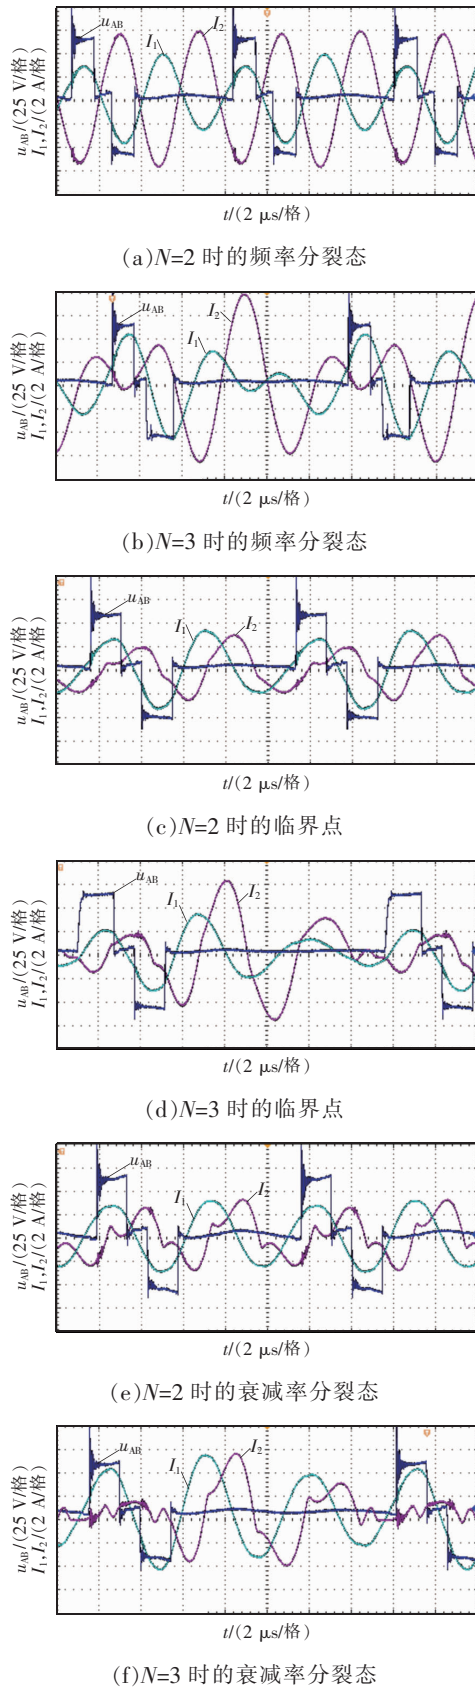 u_AB/(25 V/格)
I_1,I_2/(2 A/格)
u_AB
I_1
I_2
t/(2 μs/格)
(a)N=2 时的频率分裂态
u_AB/(25 V/格)
I_1,I_2/(2 A/格)
u_AB
I_2
I_1
t/(2 μs/格)
(b)N=3 时的频率分裂态
u_AB/(25 V/格)
I_1,I_2/(2 A/格)
u_AB
I_1
I_2
t/(2 μs/格)
(c)N=2 时的临界点
u_AB/(25 V/格)
I_1,I_2/(2 A/格)
u_AB
I_1
I_2
t/(2 μs/格)
(d)N=3 时的临界点
u_AB/(25 V/格)
I_1,I_2/(2 A/格)
u_AB
I_1
I_2
t/(2 μs/格)
(e)N=2 时的衰减率分裂态
u_AB/(25 V/格)
I_1,I_2/(2 A/格)
u_AB
I_1
I_2
t/(2 μs/格)
(f)N=3 时的衰减率分裂态